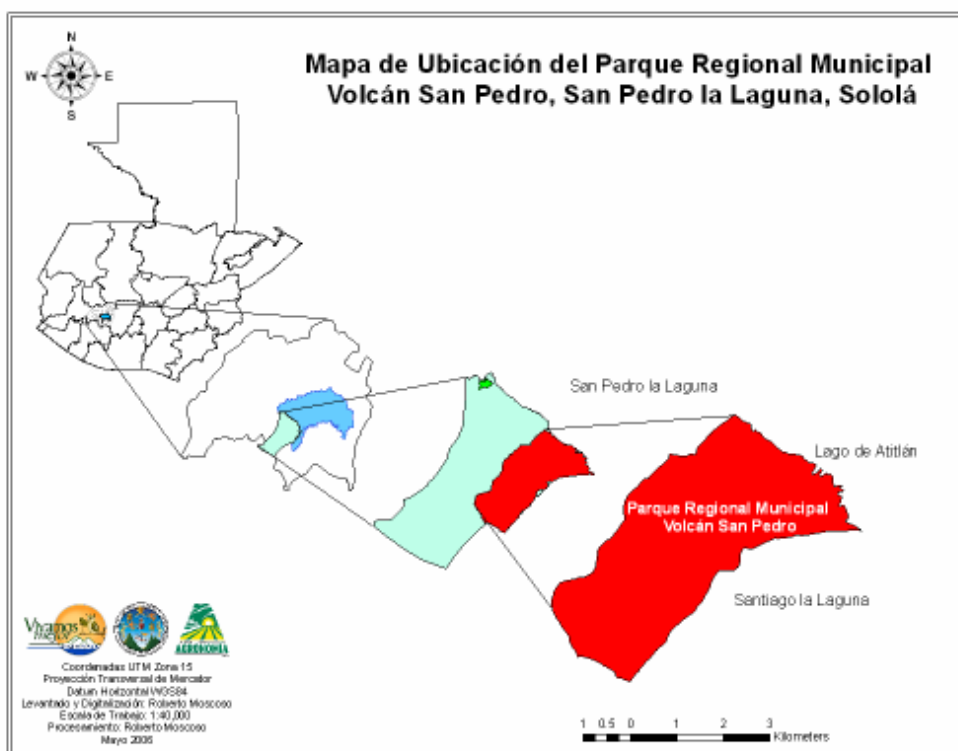 Mapa de Ubicación del Parque Regional Municipal
Volcán San Pedro, San Pedro la Laguna, Sololá
N
W E
S
San Pedro la Laguna
Lago de Atitlán
Parque Regional Municipal
Volcán San Pedro
Santiago la Laguna
Vivamos
mejor
AGRONOMÍA
Coordenadas UTM Zona 15
Proyección Transversal de Mercator
Datum Horizontal WGS84
Levantado y Digitalización: Roberto Moscoso
Escala de Trabajo: 1:40,000
Procesamiento: Roberto Moscoso
Mayo 2006
1 0.5 0 1 2 3
Kilometers